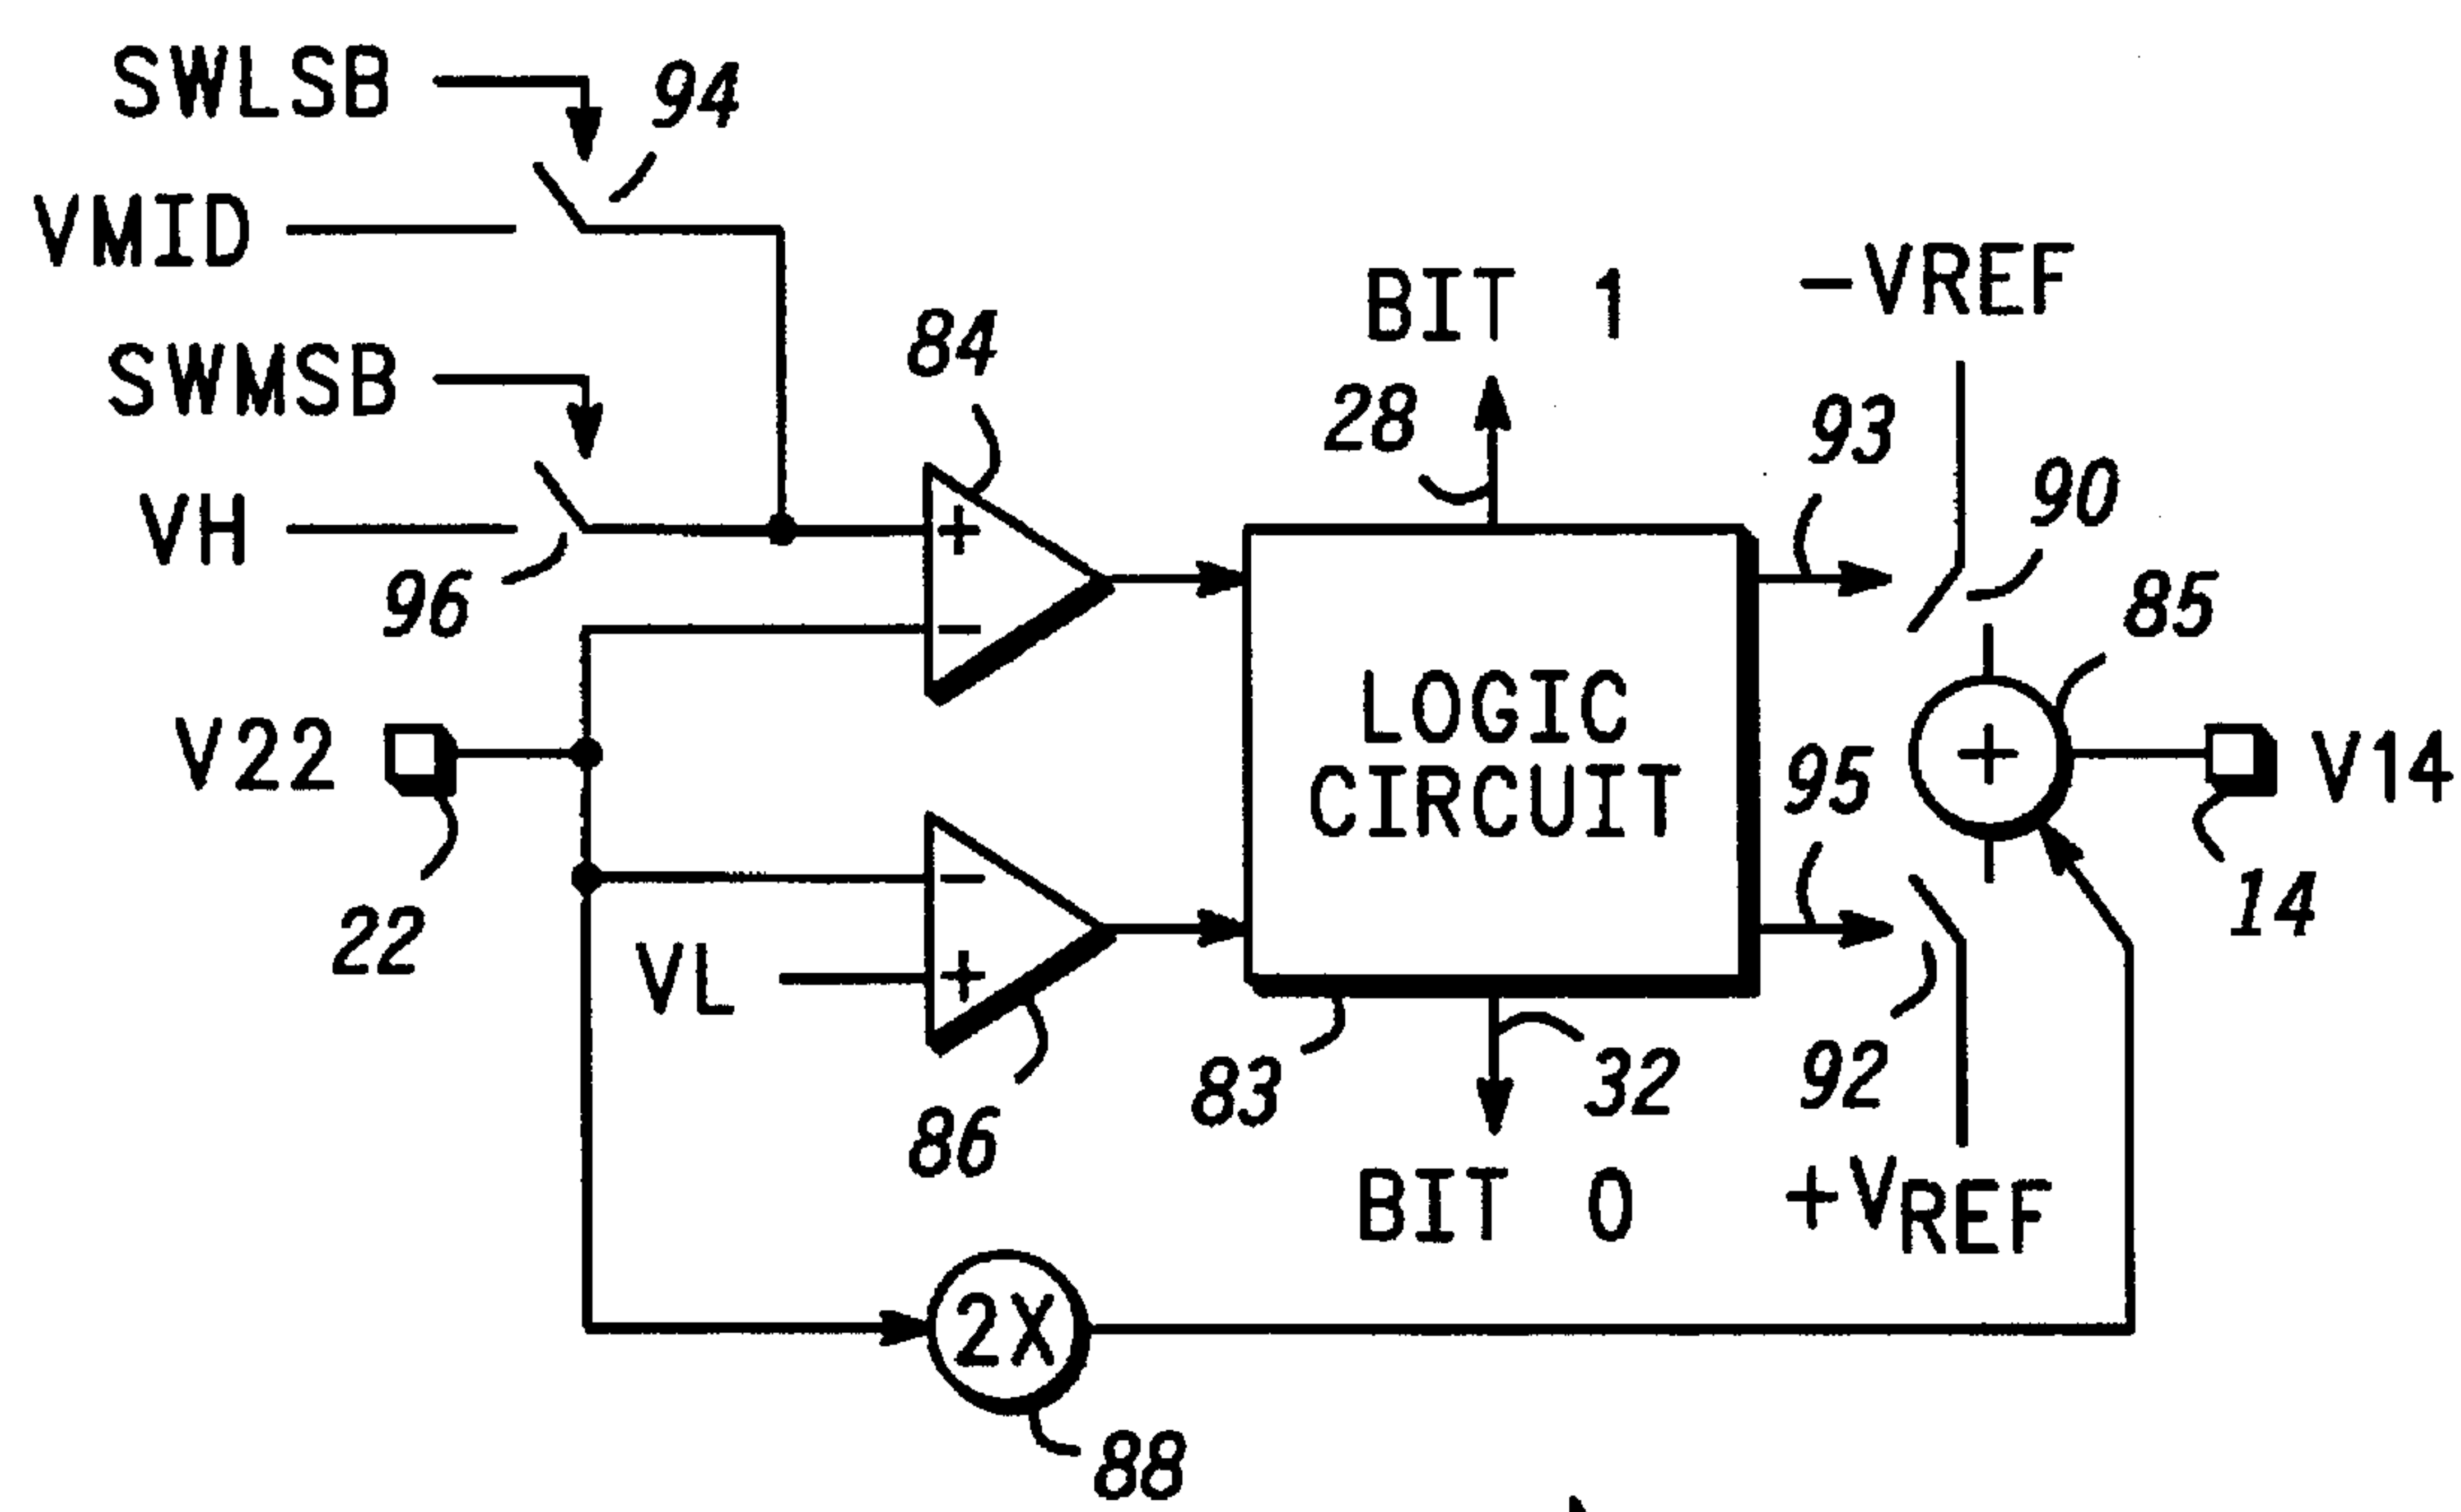 SWLSB
94
VMID
SWMSB
84
BIT 1
-VREF
28
93
90
VH
96
85
V22
LOGIC
CIRCUIT
95
V14
22
VL
14
86
83
32
92
BIT 0
+VREF
2X
88